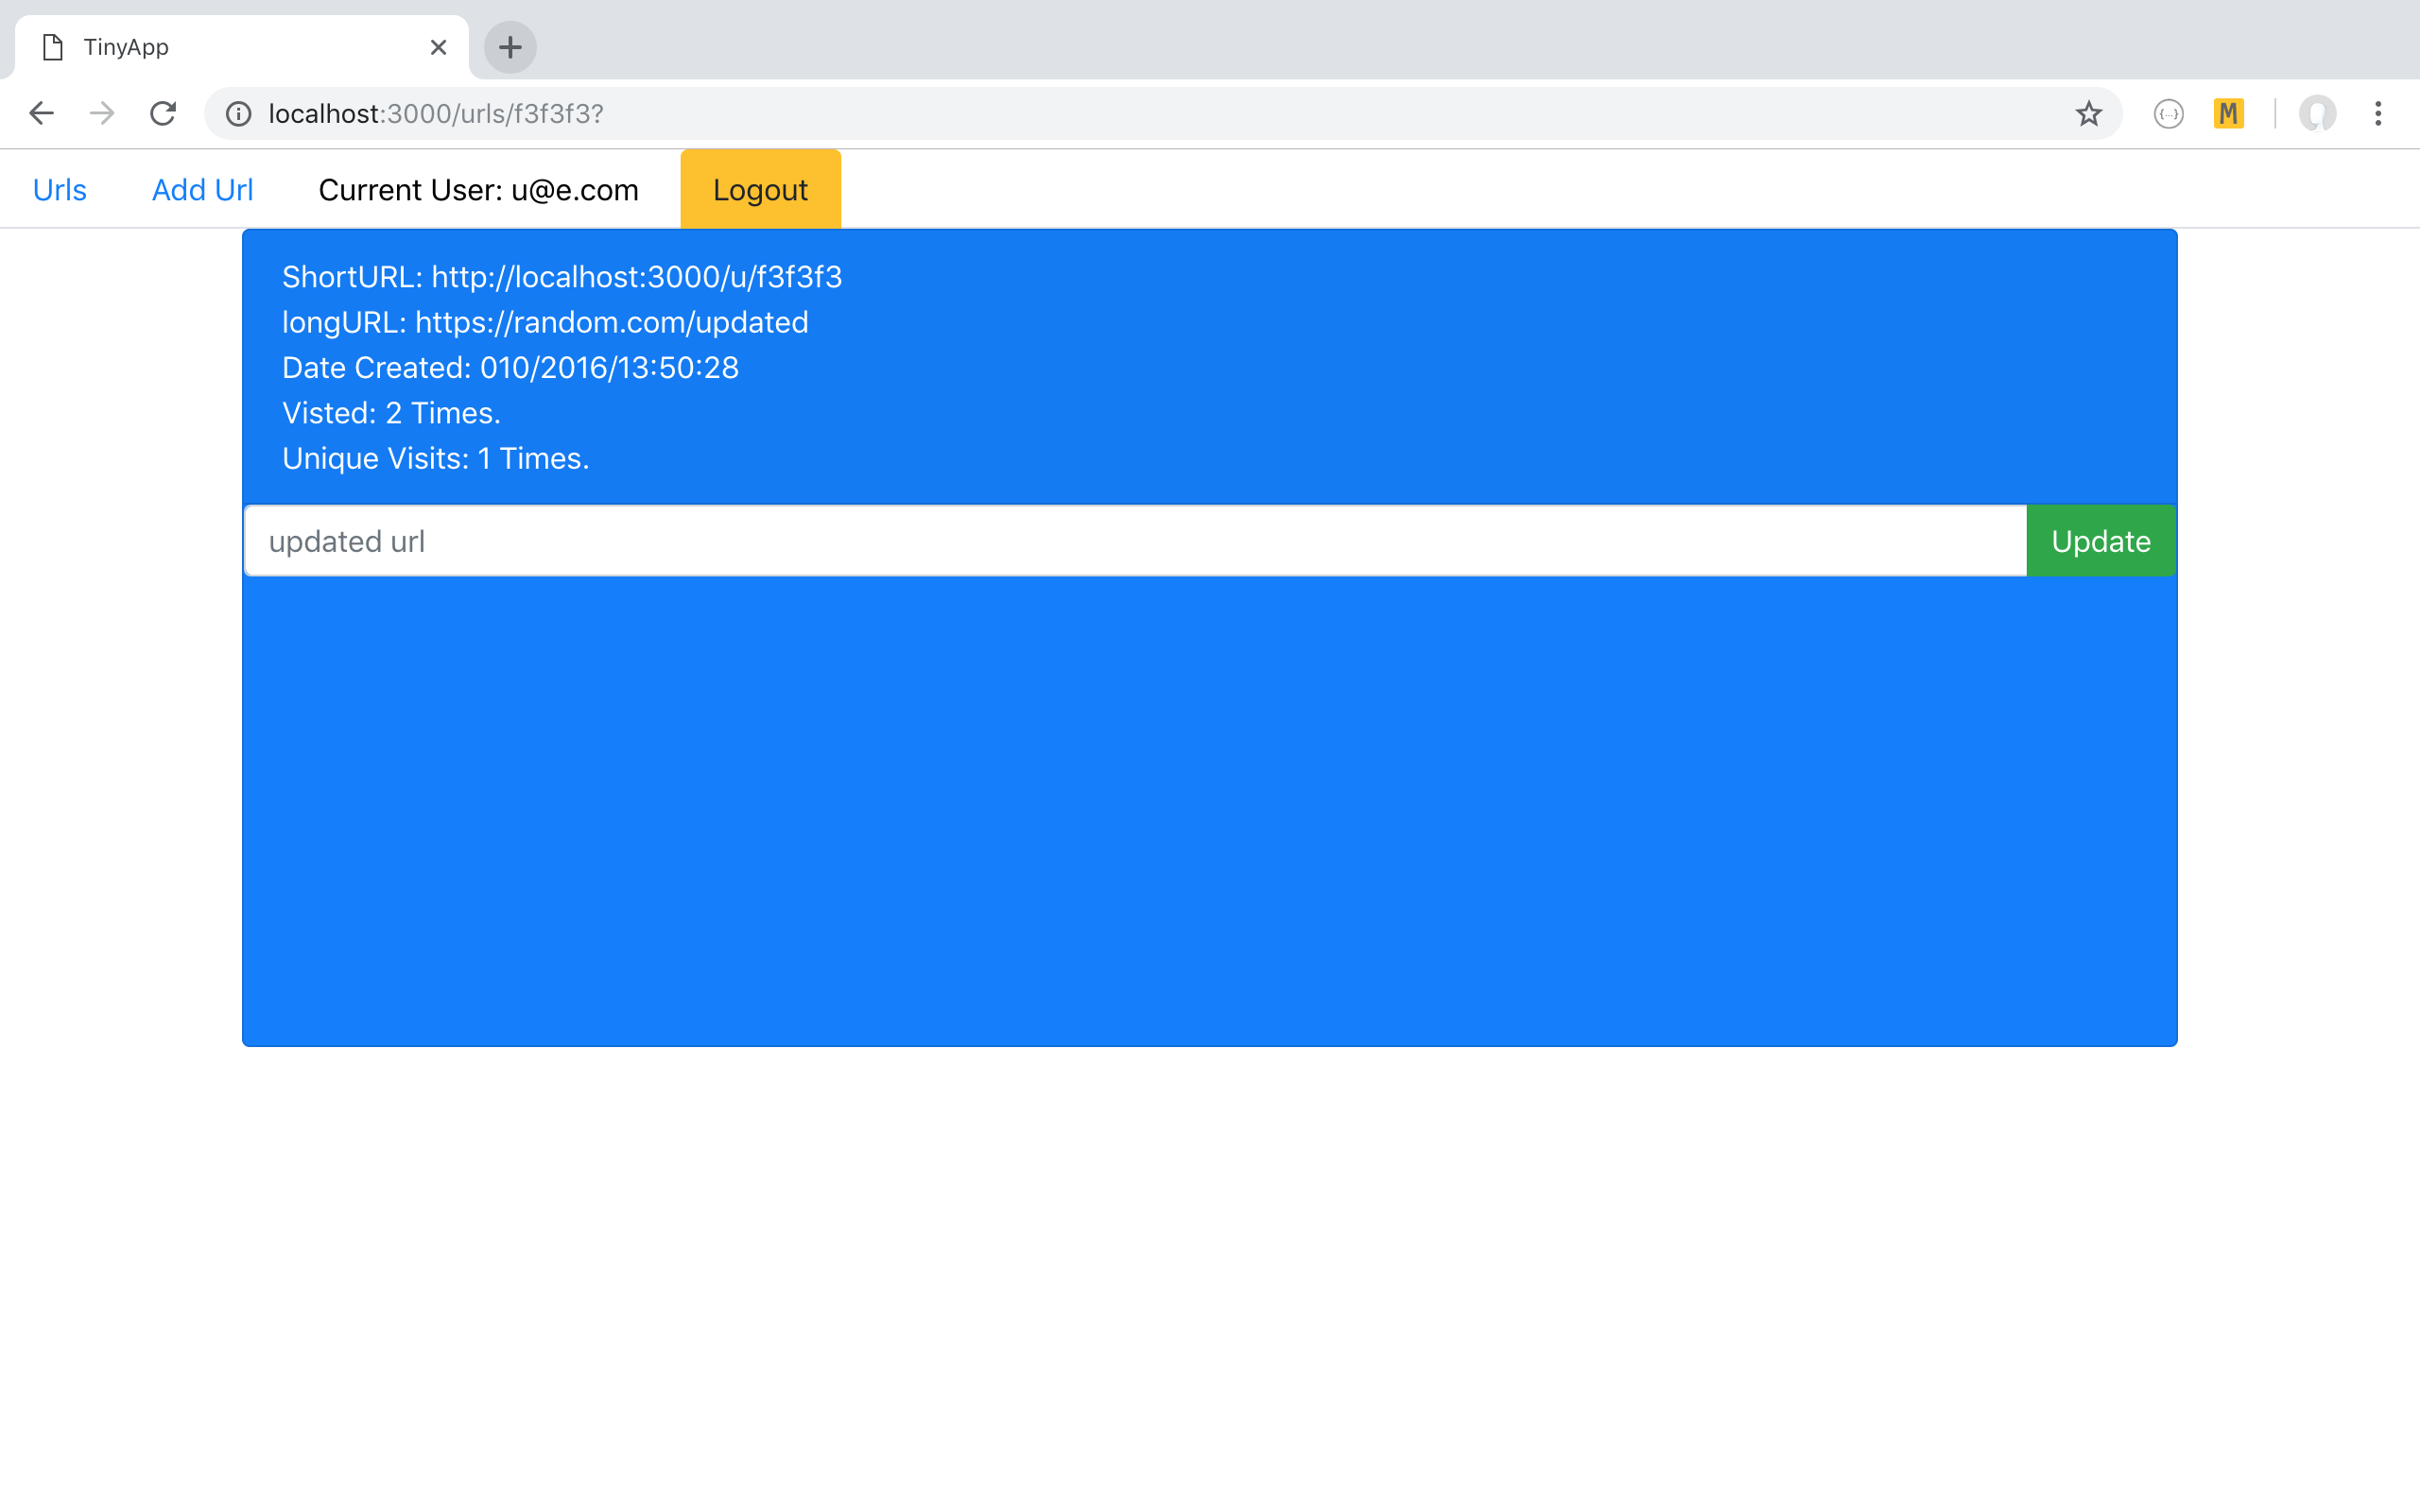 TinyApp
localhost:3000/urls/f3f3f3?
M
Urls Add Url Current User: u@e.com Logout
ShortURL: http://localhost:3000/u/f3f3f3
longURL: https://random.com/updated
Date Created: 010/2016/13:50:28
Visted: 2 Times.
Unique Visits: 1 Times.
updated url Update